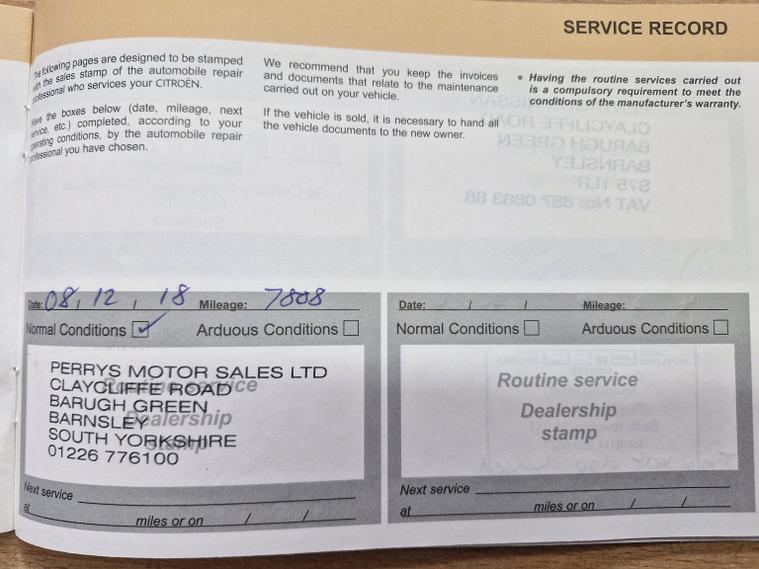 SERVICE RECORD
The following pages are designed to be stamped
with the sales stamp of the automobile repair
professional who services your CITROËN.
Have the boxes below (date, mileage, next
service, etc.) completed, according to your
operating conditions, by the automobile repair
professional you have chosen.
We recommend that you keep the invoices
and documents that relate to the maintenance
carried out on your vehicle.
If the vehicle is sold, it is necessary to hand all
the vehicle documents to the new owner.
• Having the routine services carried out
is a compulsory requirement to meet the
conditions of the manufacturer's warranty.
Date: 08 / 12 / 18 Mileage: 7808
Normal Conditions ✓ Arduous Conditions
Routine service
Dealership
stamp
PERRYS MOTOR SALES LTD
CLAYCLIFFE ROAD
BARUGH GREEN
BARNSLEY
SOUTH YORKSHIRE
01226 776100
Next service
at miles or on / /
Date: / / Mileage:
Normal Conditions Arduous Conditions
Routine service
Dealership
stamp
Next service
at miles or on / /